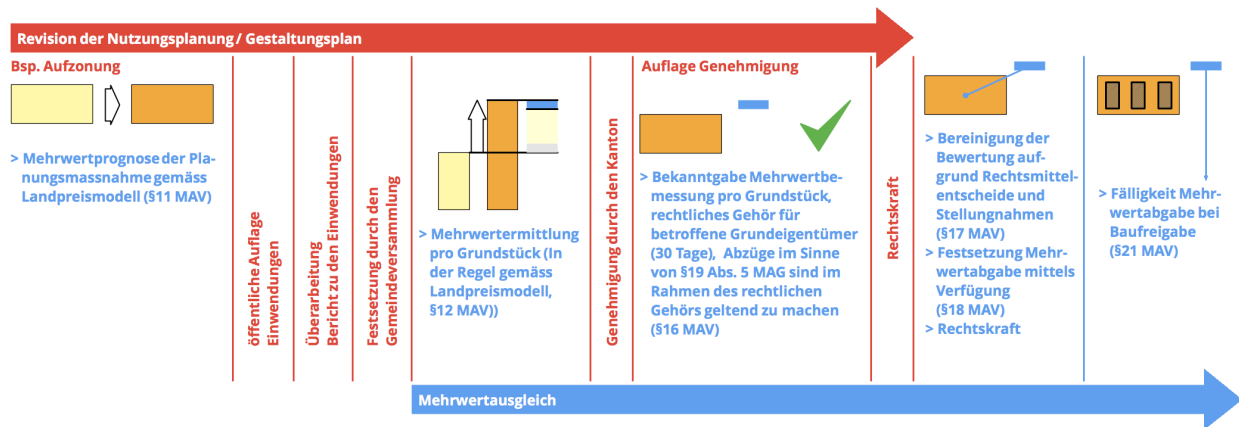 Revision der Nutzungsplanung / Gestaltungsplan
Bsp. Aufzonung
> Mehrwertprognose der Pla-
nungsmassnahme gemäss
Landpreismodell (§11 MAV)
öffentliche Auflage
Einwendungen
Überarbeitung
Bericht zu den Einwendungen
Festsetzung durch den
Gemeindeversammlung
> Mehrwertermittlung
pro Grundstück (In
der Regel gemäss
Landpreismodell,
§12 MAV))
Genehmigung durch den Kanton
Auflage Genehmigung
> Bekanntgabe Mehrwertbe-
messung pro Grundstück,
rechtliches Gehör für
betroffene Grundeigentümer
(30 Tage), Abzüge im Sinne
von §19 Abs. 5 MAG sind im
Rahmen des rechtlichen
Gehörs geltend zu machen
(§16 MAV)
Rechtskraft
> Bereinigung der
Bewertung auf-
grund Rechtsmittel-
entscheide und
Stellungnahmen
(§17 MAV)
> Festsetzung Mehr-
wertabgabe mittels
Verfügung
(§18 MAV)
> Rechtskraft
> Fälligkeit Mehr-
wertabgabe bei
Baufreigabe
(§21 MAV)
Mehrwertausgleich